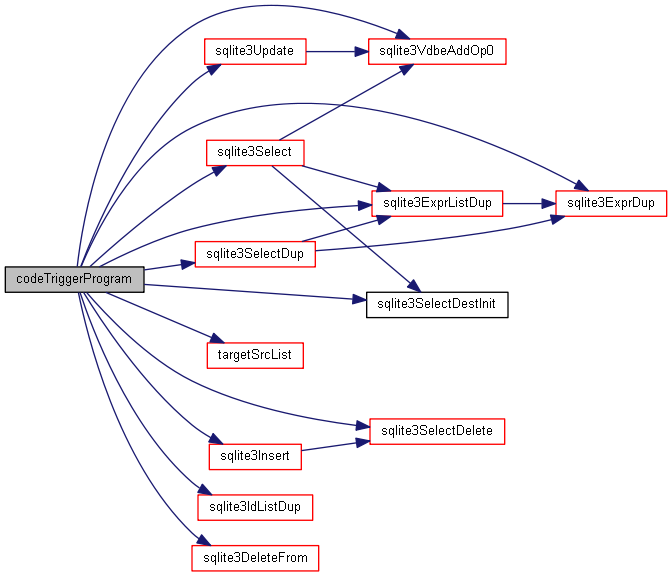 sqlite3Update
sqlite3VdbeAddOp0
sqlite3Select
sqlite3ExprListDup
sqlite3ExprDup
sqlite3SelectDup
codeTriggerProgram
sqlite3SelectDestInit
targetSrcList
sqlite3SelectDelete
sqlite3Insert
sqlite3IdListDup
sqlite3DeleteFrom